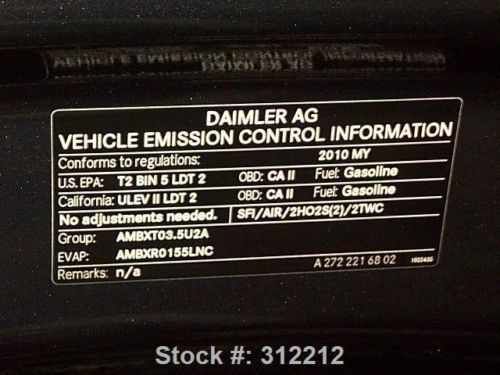 DAIMLER AG
VEHICLE EMISSION CONTROL INFORMATION
Conforms to regulations: 2010 MY
U.S. EPA: T2 BIN 5 LDT 2 OBD: CA II Fuel: Gasoline
California: ULEV II LDT 2 OBD: CA II Fuel: Gasoline
No adjustments needed. SFI/AIR/2HO2S(2)/2TWC
Group: AMBXT03.5U2A
EVAP: AMBXR0155LNC
Remarks: n/a A 272 221 68 02
Stock #: 312212